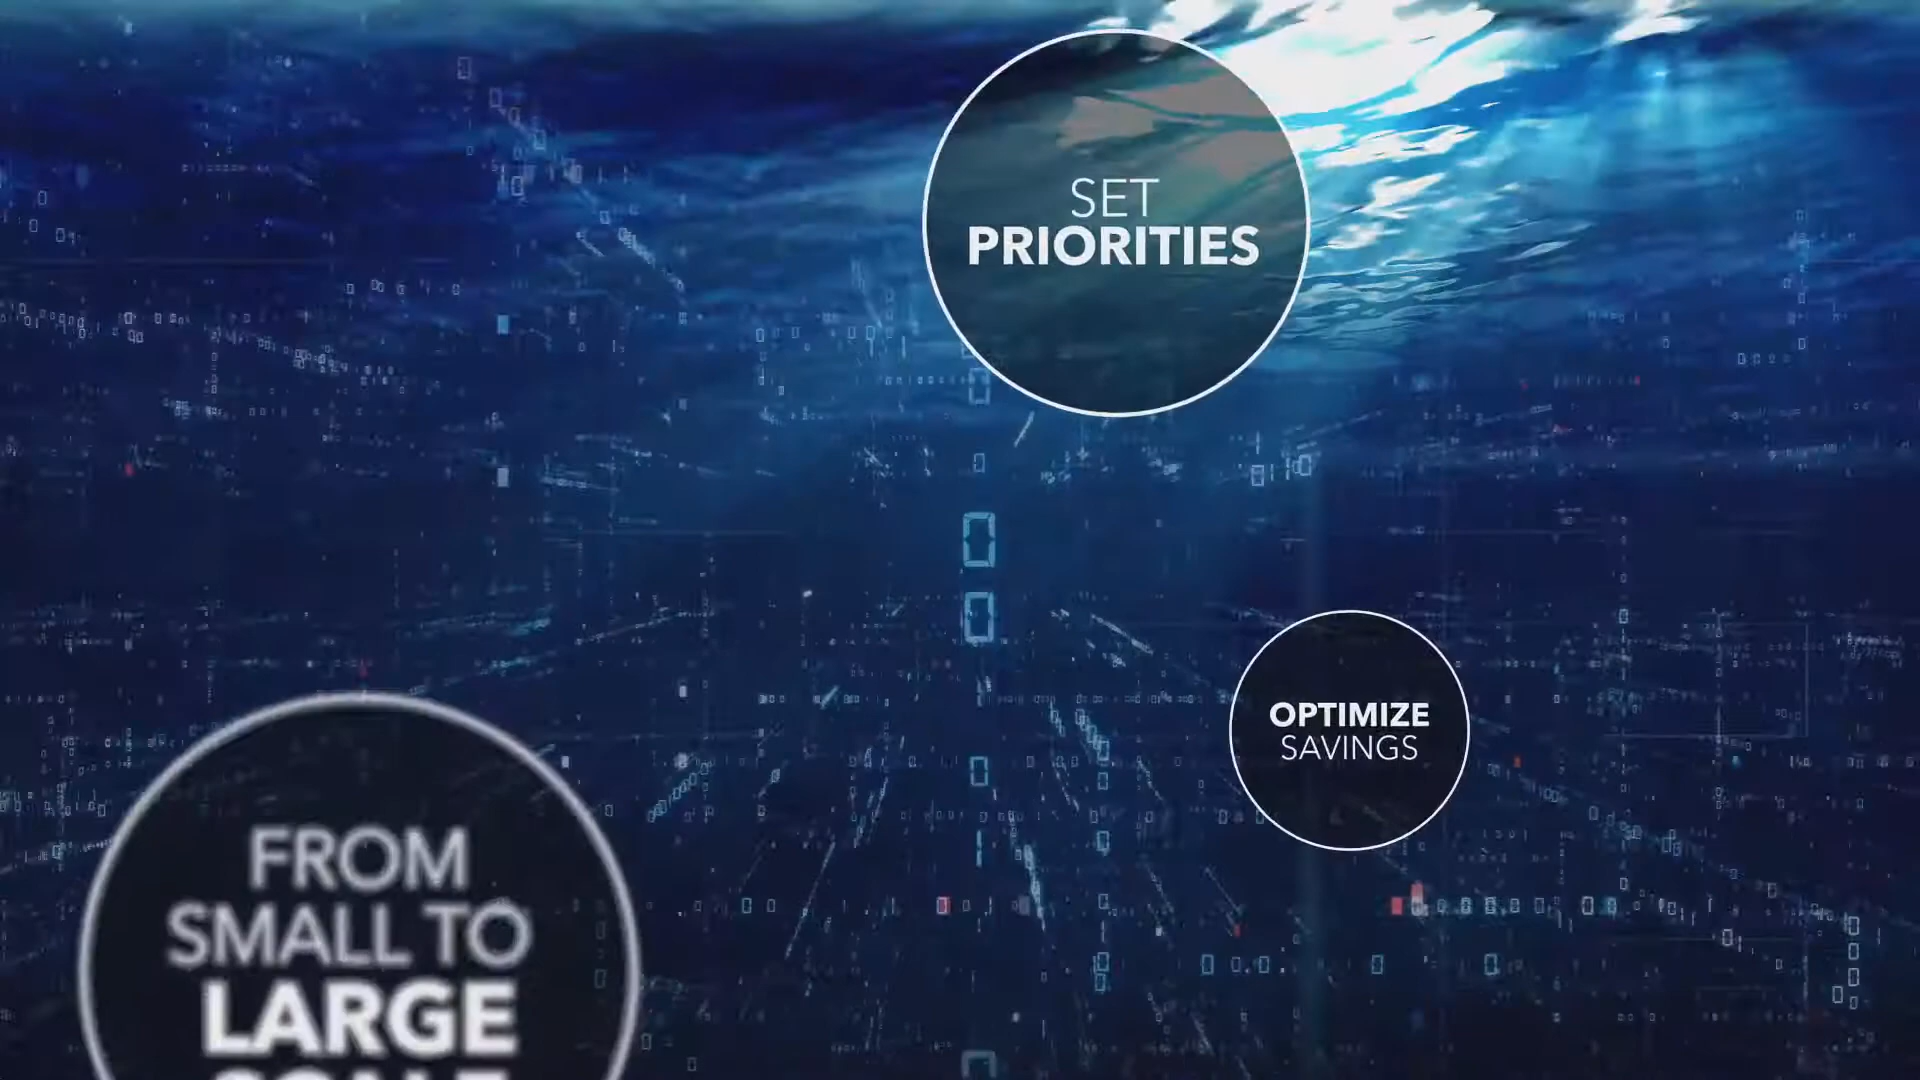 SET
PRIORITIES
OPTIMIZE
SAVINGS
FROM
SMALL TO
LARGE